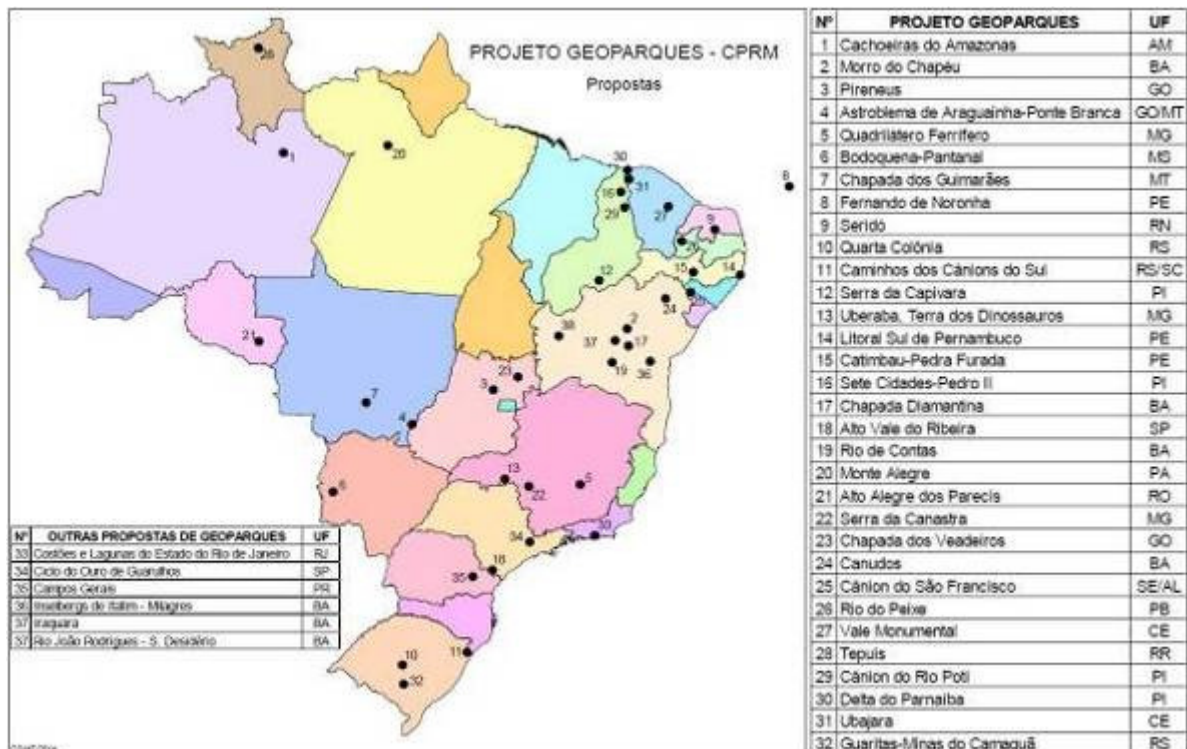 PROJETO GEOPARQUES - CPRM
Propostas
Nº PROJETO GEOPARQUES UF
1 Cachoeiras do Amazonas AM
2 Morro do Chapéu BA
3 Pireneus GO
4 Astroblema de Araguainha-Ponte Branca GO/MT
5 Quadrilátero Ferrífero MG
6 Bodoquena-Pantanal MS
7 Chapada dos Guimarães MT
8 Fernando de Noronha PE
9 Seridó RN
10 Quarta Colônia RS
11 Caminhos dos Cânions do Sul RS/SC
12 Serra da Capivara PI
13 Uberaba, Terra dos Dinossauros MG
14 Litoral Sul de Pernambuco PE
15 Catimbau-Pedra Furada PE
16 Sete Cidades-Pedro II PI
17 Chapada Diamantina BA
18 Alto Vale do Ribeira SP
19 Rio de Contas BA
20 Monte Alegre PA
21 Alto Alegre dos Parecis RO
22 Serra da Canastra MG
23 Chapada dos Veadeiros GO
24 Canudos BA
25 Cânion do São Francisco SE/AL
26 Rio do Peixe PB
27 Vale Monumental CE
28 Tepuis RR
29 Cânion do Rio Poti PI
30 Delta do Parnaíba PI
31 Ubajara CE
32 Guaritas-Minas do Camaquã RS
Nº OUTRAS PROPOSTAS DE GEOPARQUES UF
33 Costões e Lagunas do Estado do Rio de Janeiro RJ
34 Ciclo do Ouro de Guarulhos SP
35 Campos Gerais PR
36 Inselbergs de Itatim - Milagres BA
37 Iraquara BA
37 Rio João Rodrigues - S. Desidério BA
28
1
20
30
31
8
16
29
27
9
26
12
15
14
24
2
38
37
17
21
19
36
23
3
7
4
13
5
6
22
33
34
18
35
11
10
32